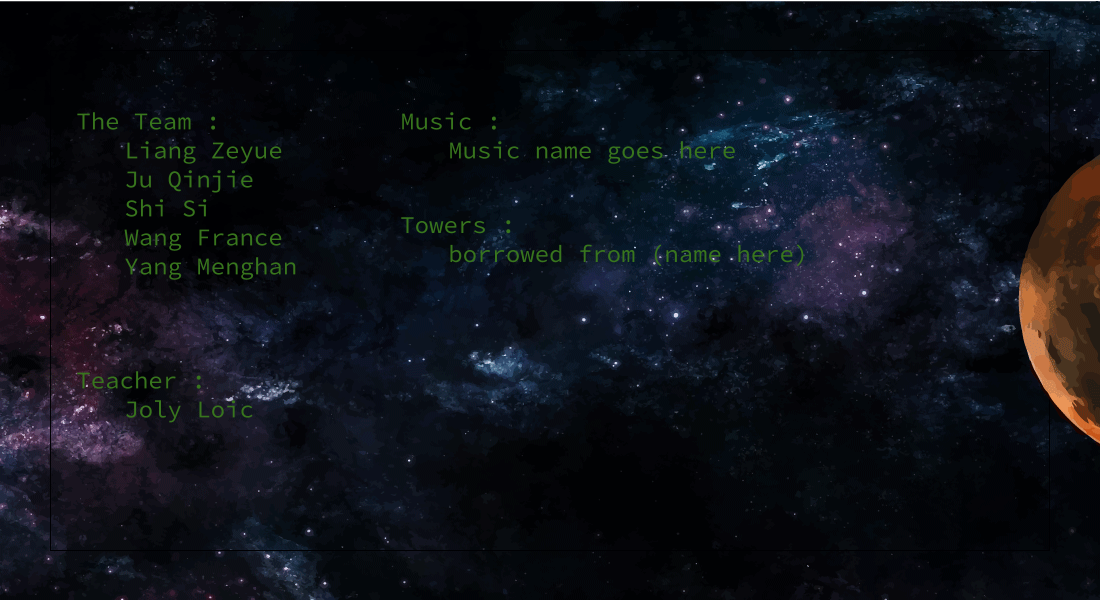 The Team :
Liang Zeyue
Ju Qinjie
Shi Si
Wang France
Yang Menghan
Teacher :
Joly Loic
Music :
Music name goes here
Towers :
borrowed from (name here)